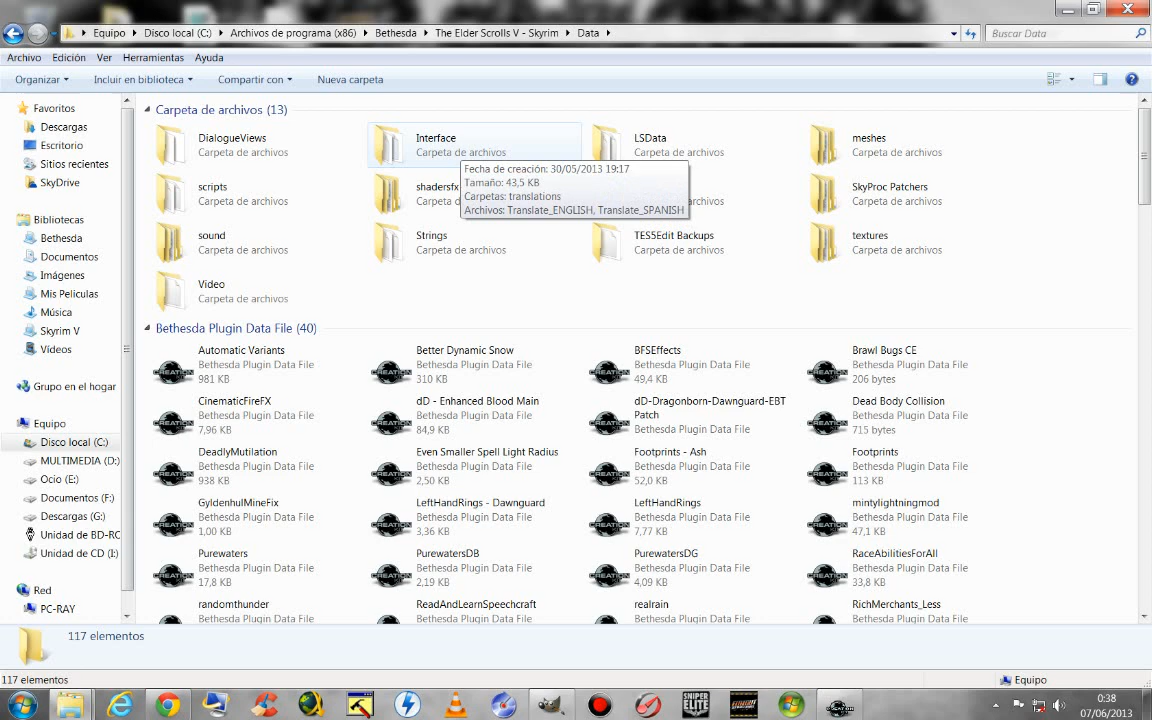 Equipo ▸ Disco local (C:) ▸ Archivos de programa (x86) ▸ Bethesda ▸ The Elder Scrolls V - Skyrim ▸ Data ▸
Buscar Data
Archivo Edición Ver Herramientas Ayuda
Organizar Incluir en biblioteca Compartir con Nueva carpeta
Favoritos
Descargas
Escritorio
Sitios recientes
SkyDrive
Bibliotecas
Bethesda
Documentos
Imágenes
Mis Peliculas
Música
Skyrim V
Vídeos
Grupo en el hogar
Equipo
Disco local (C:)
MULTIMEDIA (D:)
Ocio (E:)
Documentos (F:)
Descargas (G:)
Unidad de BD-RO
Unidad de CD (I:)
Red
PC-RAY
Carpeta de archivos (13)
DialogueViews
Carpeta de archivos
Interface
Carpeta de archivos
LSData
Carpeta de archivos
meshes
Carpeta de archivos
Fecha de creación: 30/05/2013 19:17
Tamaño: 43,5 KB
Carpetas: translations
Archivos: Translate_ENGLISH, Translate_SPANISH
scripts
Carpeta de archivos
shadersfx
SkyProc Patchers
Carpeta de archivos
sound
Carpeta de archivos
Strings
Carpeta de archivos
TES5Edit Backups
Carpeta de archivos
textures
Carpeta de archivos
Video
Carpeta de archivos
Bethesda Plugin Data File (40)
Automatic Variants
Bethesda Plugin Data File
981 KB
Better Dynamic Snow
Bethesda Plugin Data File
310 KB
BFSEffects
Bethesda Plugin Data File
49,4 KB
Brawl Bugs CE
Bethesda Plugin Data File
206 bytes
CinematicFireFX
Bethesda Plugin Data File
7,96 KB
dD - Enhanced Blood Main
Bethesda Plugin Data File
84,9 KB
dD-Dragonborn-Dawnguard-EBT
Patch
Bethesda Plugin Data File
Dead Body Collision
Bethesda Plugin Data File
715 bytes
DeadlyMutilation
Bethesda Plugin Data File
938 KB
Even Smaller Spell Light Radius
Bethesda Plugin Data File
2,50 KB
Footprints - Ash
Bethesda Plugin Data File
52,0 KB
Footprints
Bethesda Plugin Data File
113 KB
GyldenhulMineFix
Bethesda Plugin Data File
1,00 KB
LeftHandRings - Dawnguard
Bethesda Plugin Data File
3,36 KB
LeftHandRings
Bethesda Plugin Data File
7,77 KB
mintylightningmod
Bethesda Plugin Data File
47,1 KB
Purewaters
Bethesda Plugin Data File
17,8 KB
PurewatersDB
Bethesda Plugin Data File
2,19 KB
PurewatersDG
Bethesda Plugin Data File
4,09 KB
RaceAbilitiesForAll
Bethesda Plugin Data File
33,8 KB
randomthunder
Bethesda Plugin Data File
ReadAndLearnSpeechcraft
Bethesda Plugin Data File
realrain
Bethesda Plugin Data File
RichMerchants_Less
Bethesda Plugin Data File
117 elementos
117 elementos
Equipo
SNIPER
ELITE
0:38
07/06/2013